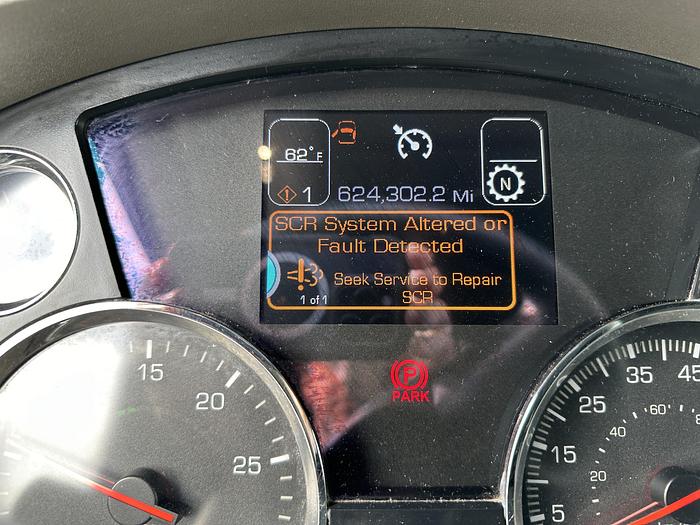 62°F
1
624,302.2 Mi
N
SCR System Altered or
Fault Detected
Seek Service to Repair
SCR
1 of 1
P
PARK
15
20
25
5
15
25
35
45
20
40
60